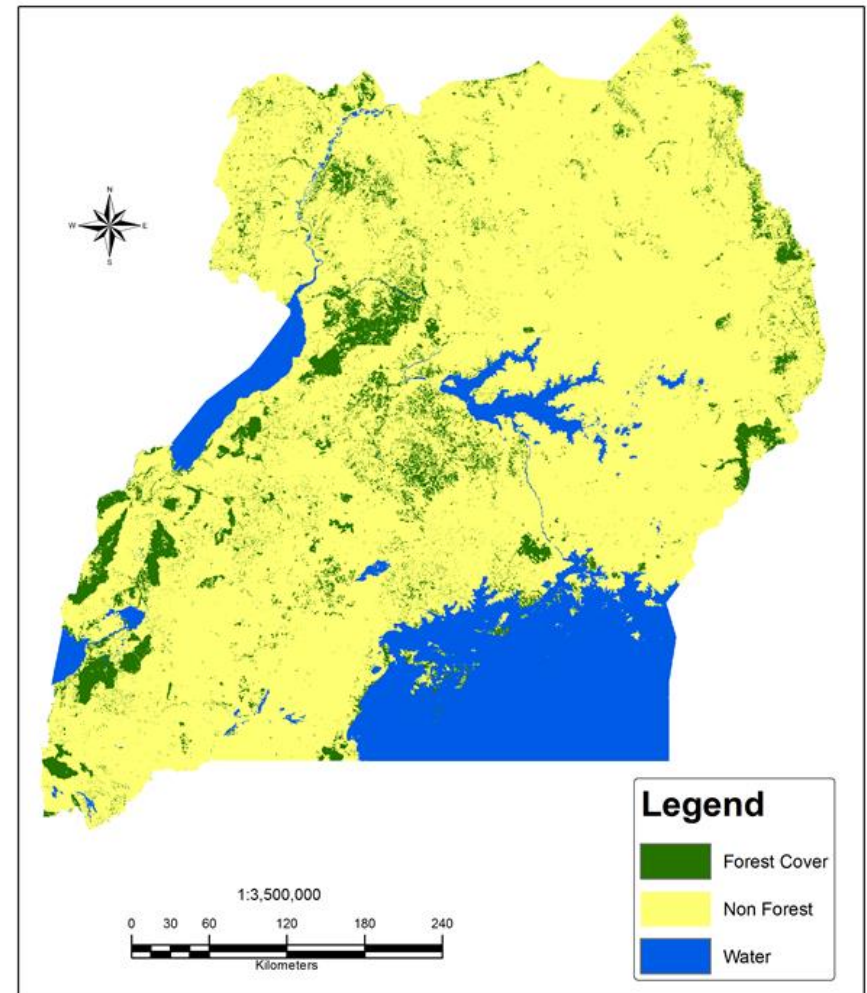 N
W E
S
Legend
Forest Cover
Non Forest
Water
1:3,500,000
0 30 60 120 180 240
Kilometers